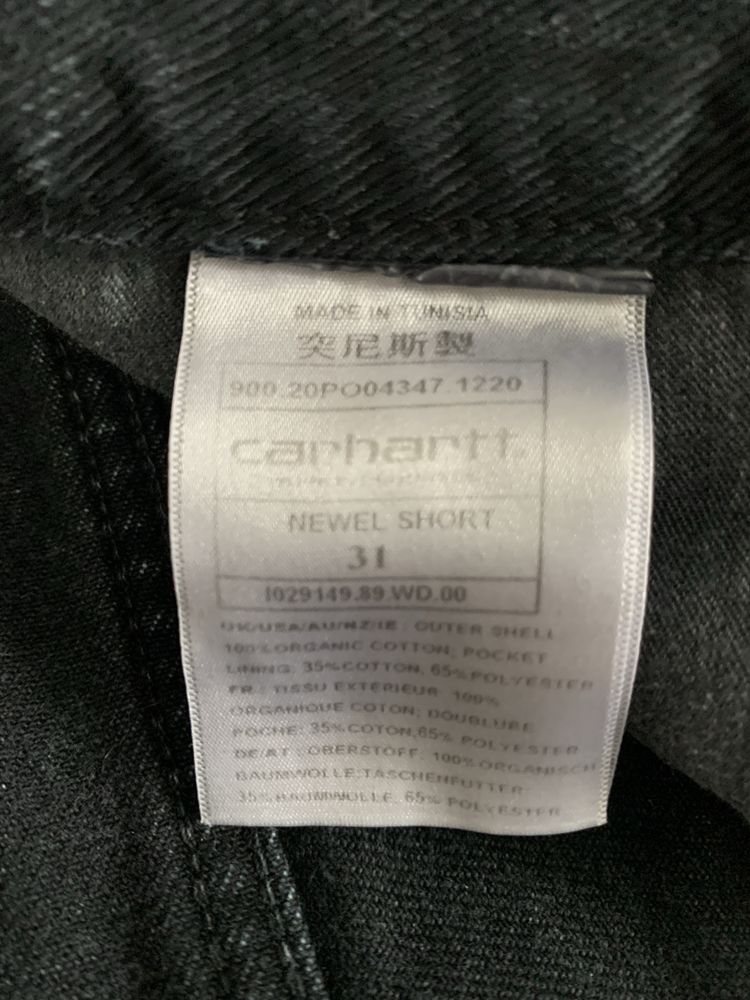 MADE IN TUNISIA
突尼斯製
900.20PO04347.1220
carhartt.
NEWEL SHORT
31
I029149.89.WD.00
UK/USA/AU/NZ/IE : OUTER SHELL
100%ORGANIC COTTON; POCKET
LINING: 35%COTTON, 65%POLYESTER
FR : TISSU EXTERIEUR: 100%
ORGANIQUE COTON; DOUBLURE
POCHE: 35%COTON,65% POLYESTER
DE/AT : OBERSTOFF: 100%ORGANISCH
BAUMWOLLE;TASCHENFUTTER:
35%BAUMWOLLE, 65% POLYESTER